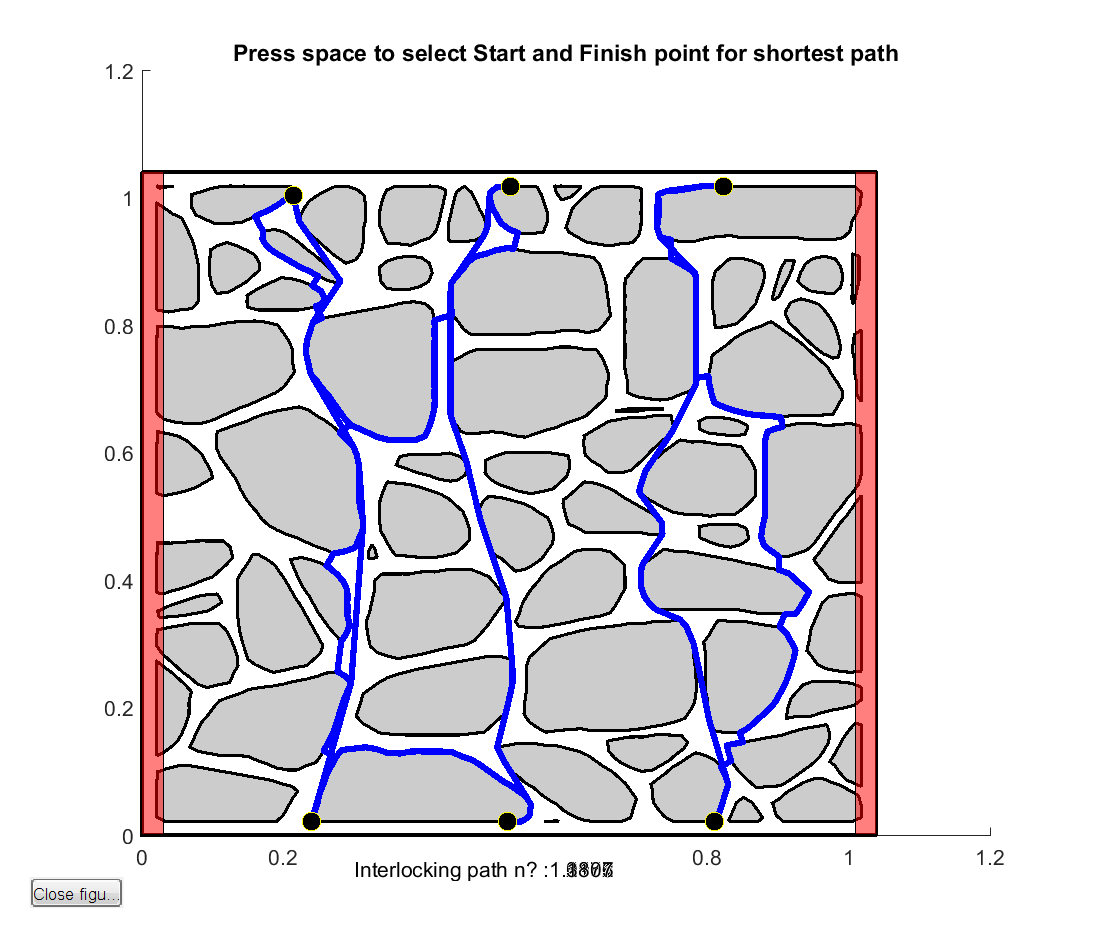 Press space to select Start and Finish point for shortest path
1.2
1
0.8
0.6
0.4
0.2
0
0 0.2 0.8 1 1.2
Interlocking path n? :1.
Close figu...